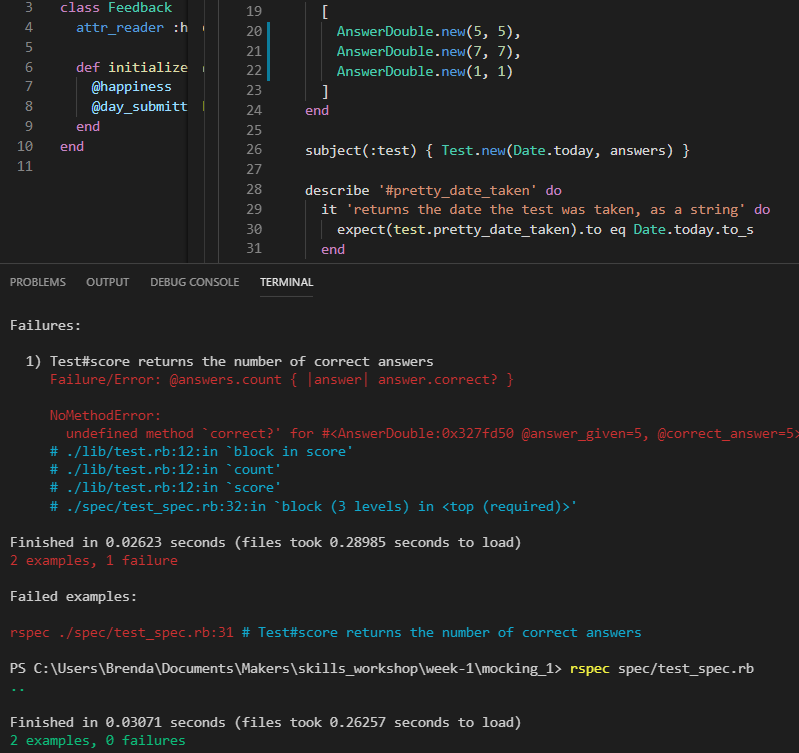 3 class Feedback
4 attr_reader :h
5
6 def initialize
7 @happiness
8 @day_submitt
9 end
10 end
11
19 [
20 AnswerDouble.new(5, 5),
21 AnswerDouble.new(7, 7),
22 AnswerDouble.new(1, 1)
23 ]
24 end
25
26 subject(:test) { Test.new(Date.today, answers) }
27
28 describe '#pretty_date_taken' do
29 it 'returns the date the test was taken, as a string' do
30 expect(test.pretty_date_taken).to eq Date.today.to_s
31 end
PROBLEMS OUTPUT DEBUG CONSOLE TERMINAL
Failures:
1) Test#score returns the number of correct answers
Failure/Error: @answers.count { |answer| answer.correct? }
NoMethodError:
undefined method `correct?' for #<AnswerDouble:0x327fd50 @answer_given=5, @correct_answer=5>
# ./lib/test.rb:12:in `block in score'
# ./lib/test.rb:12:in `count'
# ./lib/test.rb:12:in `score'
# ./spec/test_spec.rb:32:in `block (3 levels) in <top (required)>'
Finished in 0.02623 seconds (files took 0.28985 seconds to load)
2 examples, 1 failure
Failed examples:
rspec ./spec/test_spec.rb:31 # Test#score returns the number of correct answers
PS C:\Users\Brenda\Documents\Makers\skills_workshop\week-1\mocking_1> rspec spec/test_spec.rb
..
Finished in 0.03071 seconds (files took 0.26257 seconds to load)
2 examples, 0 failures